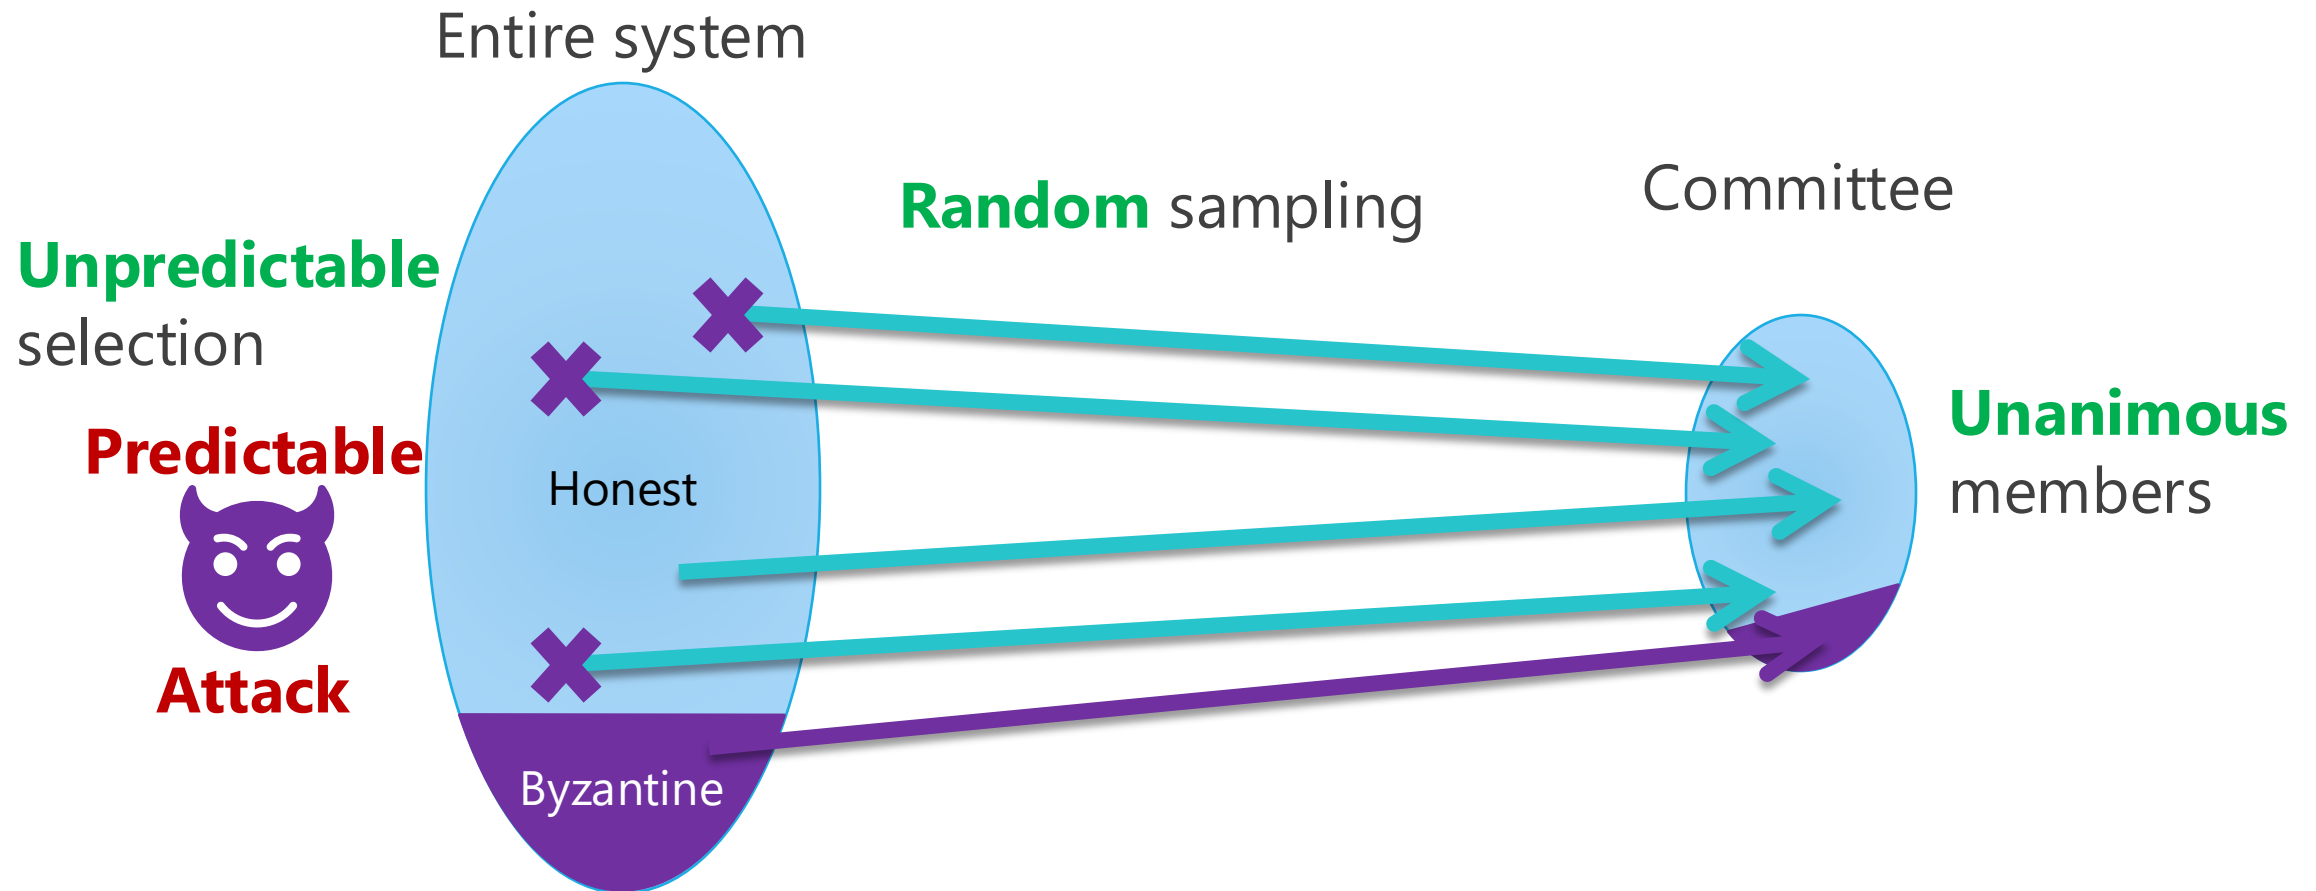 Entire system
Random sampling
Committee
Unpredictable
selection
Predictable
Attack
Honest
Byzantine
Unanimous
members